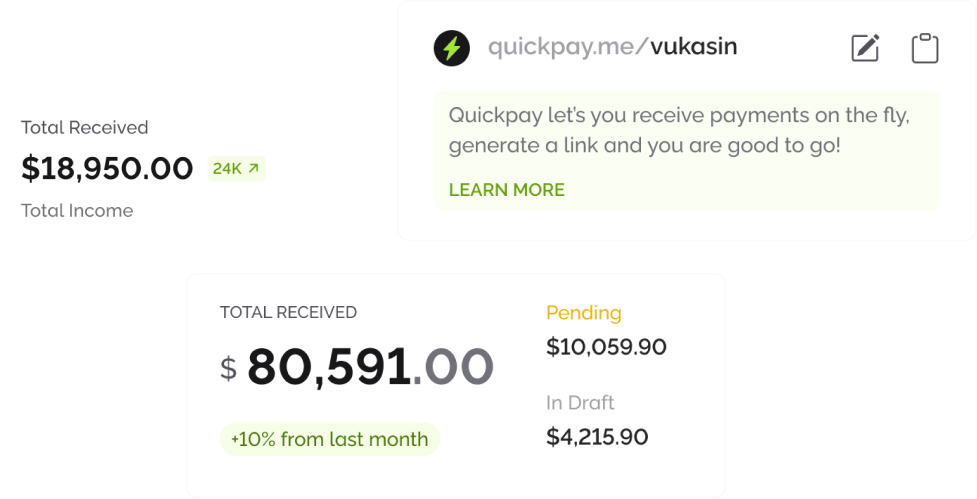 quickpay.me/vukasin
Quickpay let’s you receive payments on the fly,
generate a link and you are good to go!
LEARN MORE
Total Received
$18,950.00 24K
Total Income
TOTAL RECEIVED
$ 80,591.00
+10% from last month
Pending
$10,059.90
In Draft
$4,215.90